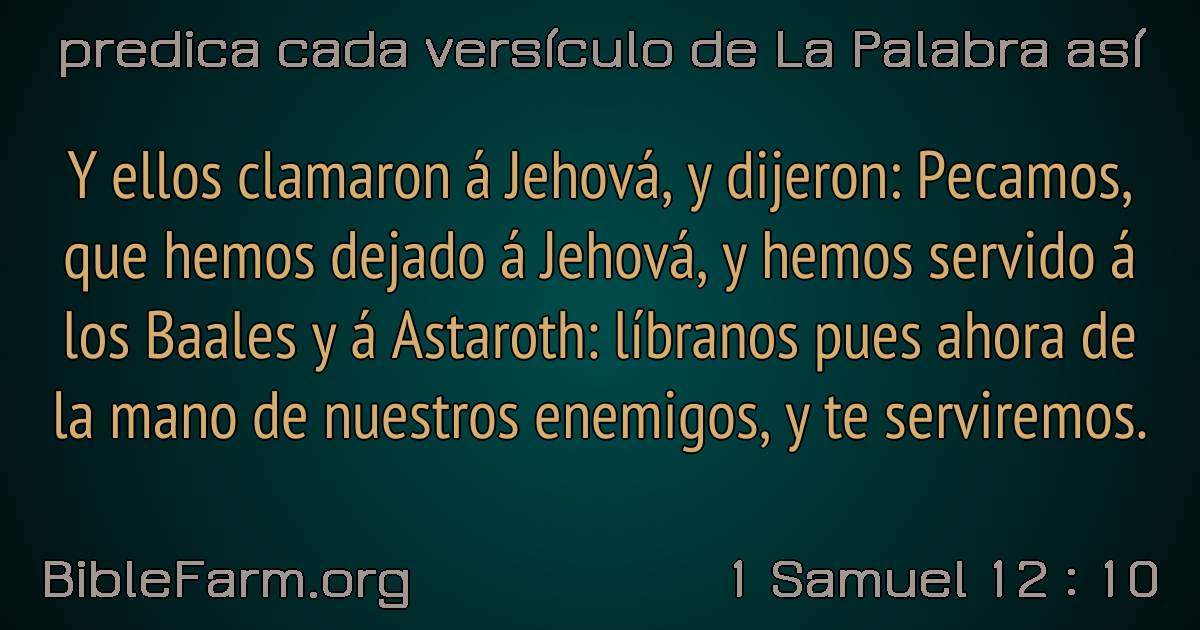 predica cada versículo de La Palabra así
Y ellos clamaron á Jehová, y dijeron: Pecamos,
que hemos dejado á Jehová, y hemos servido á
los Baales y á Astaroth: líbranos pues ahora de
la mano de nuestros enemigos, y te serviremos.
BibleFarm.org
1 Samuel 12 : 10